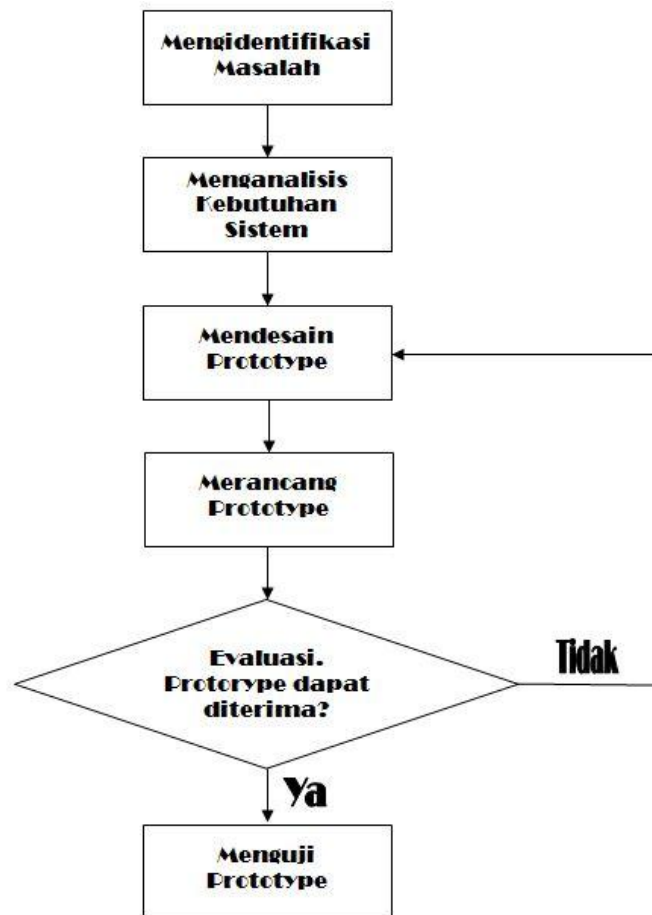 Mengidentifikasi
Masalah
Menganalisis
Kebutuhan
Sistem
Mendesain
Prototype
Merancang
Prototype
Evaluasi.
Protorype dapat
diterima?
Tidak
Ya
Menguji
Prototype